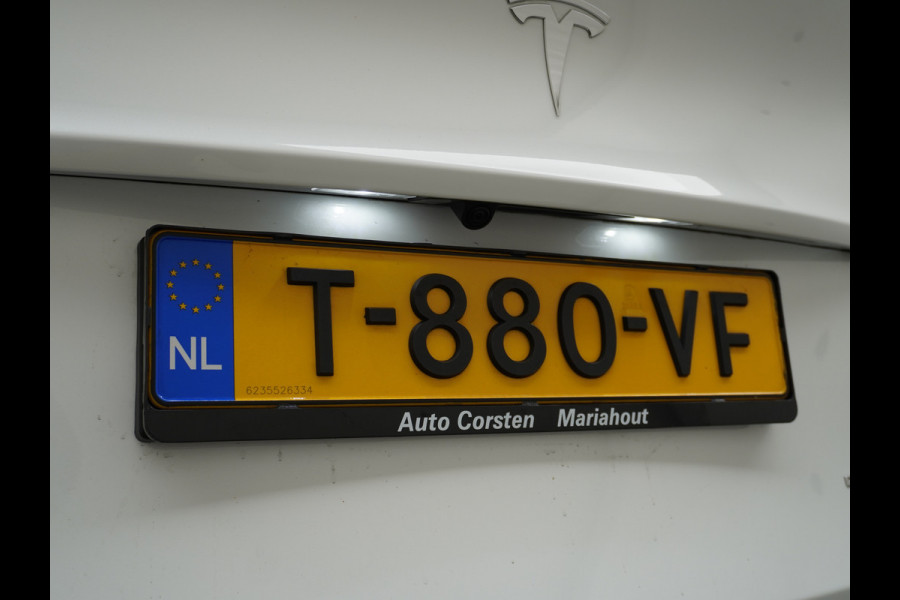 NL
T-880-VF
6235526334
Auto Corsten Mariahout